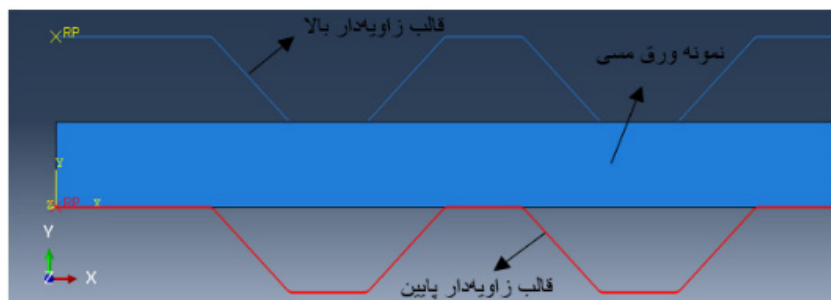 قالب زاویه‌دار بالا
RP
نمونه ورق مسی
Y
Z RP X
Y
Z X
قالب زاویه‌دار پایین